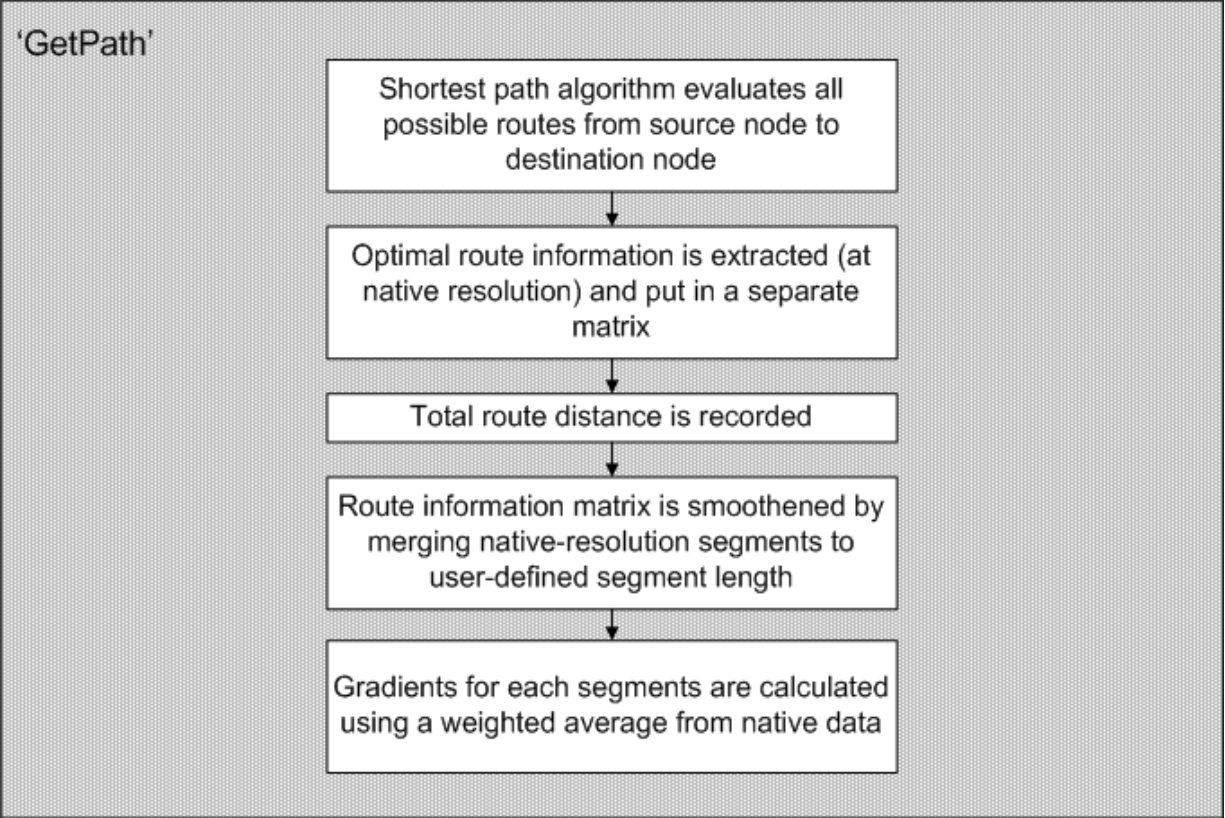 ‘GetPath’
Shortest path algorithm evaluates all
possible routes from source node to
destination node
Optimal route information is extracted (at
native resolution) and put in a separate
matrix
Total route distance is recorded
Route information matrix is smoothened by
merging native-resolution segments to
user-defined segment length
Gradients for each segments are calculated
using a weighted average from native data